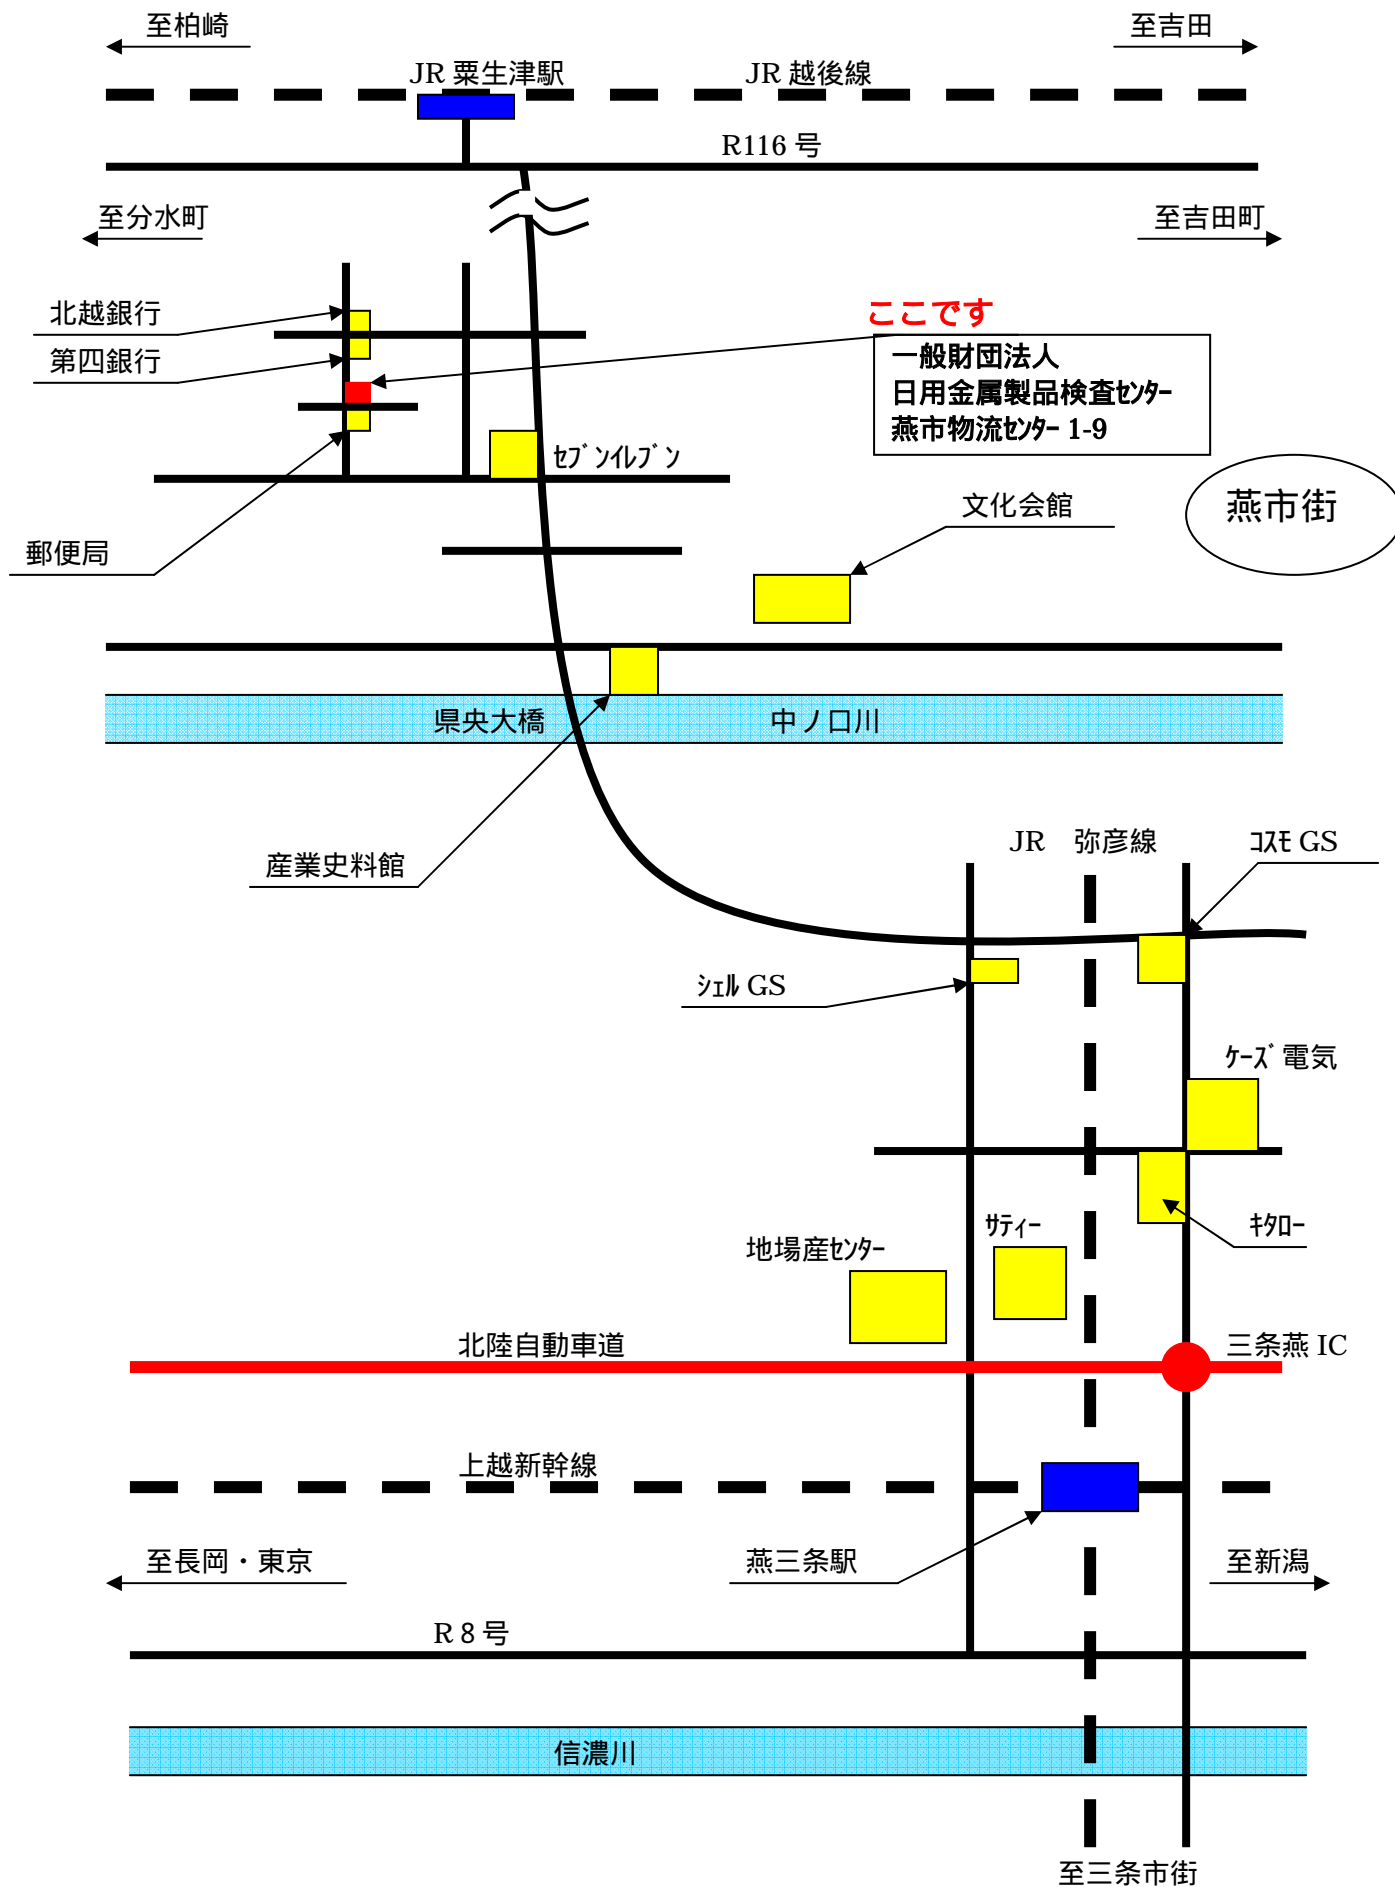 至柏崎
至吉田
JR 粟生津駅
JR 越後線
R116 号
至分水町
至吉田町
北越銀行
ここです
第四銀行
一般財団法人
日用金属製品検査ｾﾝﾀｰ
燕市物流ｾﾝﾀｰ 1-9
ｾﾌﾞﾝｲﾚﾌﾞﾝ
燕市街
文化会館
郵便局
県央大橋
中ノ口川
産業史料館
JR 弥彦線
ｺｽﾓ GS
ｼｪﾙ GS
ｹｰｽﾞ電気
ｻﾃｨｰ
ｷﾀﾛｰ
地場産ｾﾝﾀｰ
北陸自動車道
三条燕 IC
上越新幹線
至長岡・東京
燕三条駅
至新潟
R８号
信濃川
至三条市街